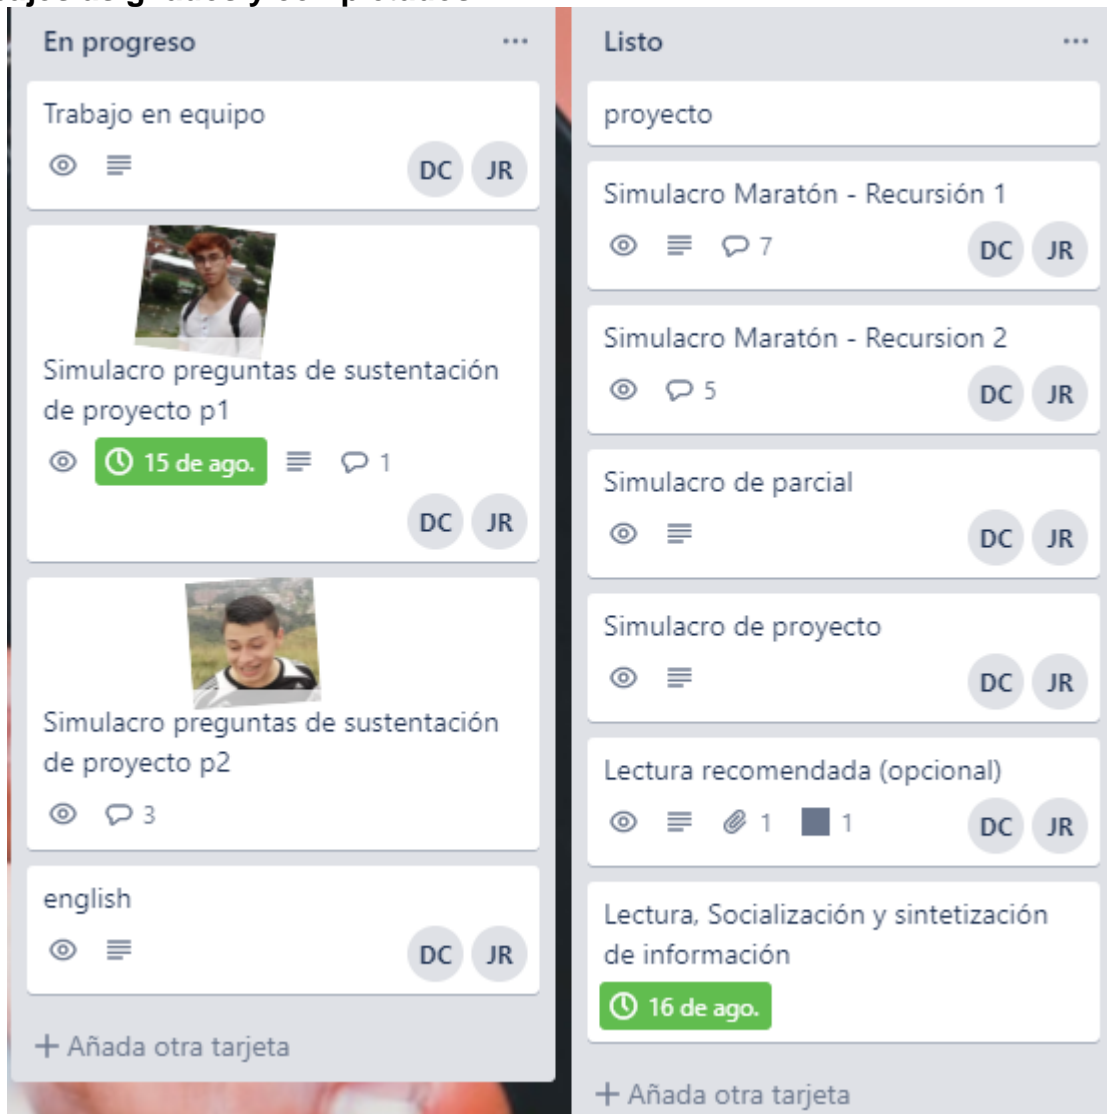 En progreso
Trabajo en equipo
DC JR
Simulacro preguntas de sustentación
de proyecto p1
15 de ago. 1
DC JR
Simulacro preguntas de sustentación
de proyecto p2
3
english
DC JR
+ Añada otra tarjeta
Listo
proyecto
Simulacro Maratón - Recursión 1
7 DC JR
Simulacro Maratón - Recursion 2
5 DC JR
Simulacro de parcial
DC JR
Simulacro de proyecto
DC JR
Lectura recomendada (opcional)
1 1 DC JR
Lectura, Socialización y sintetización
de información
16 de ago.
+ Añada otra tarjeta